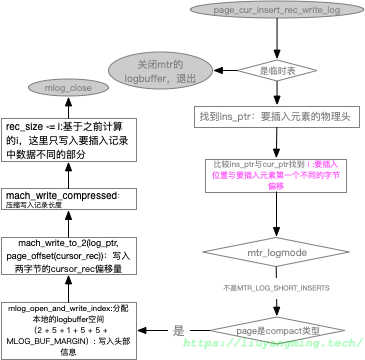 page_cur_insert_rec_write_log
是临时表
关闭mtr的
logbuffer，退出
找到ins_ptr：要插入元素的物理头
比较ins_ptr与cur_ptr找到 i :要插入
位置与要插入元素第一个不同的字节
偏移
mtr_logmode
不是MTR_LOG_SHORT_INSERTS
page是compact类型
是
mlog_open_and_write_index:分配
本地的logbuffer空间
（2 + 5 + 1 + 5 + 5 +
MLOG_BUF_MARGIN）: 写入头部
信息
mach_write_to_2(log_ptr,
page_offset(cursor_rec)): 写入
两字节的cursor_rec偏移量
mach_write_compressed:
压缩写入记录长度
rec_size -= i:基于之前计算
的i，这里只写入要插入记录
中数据不同的部分
mlog_close
https://liuyangming.tech/